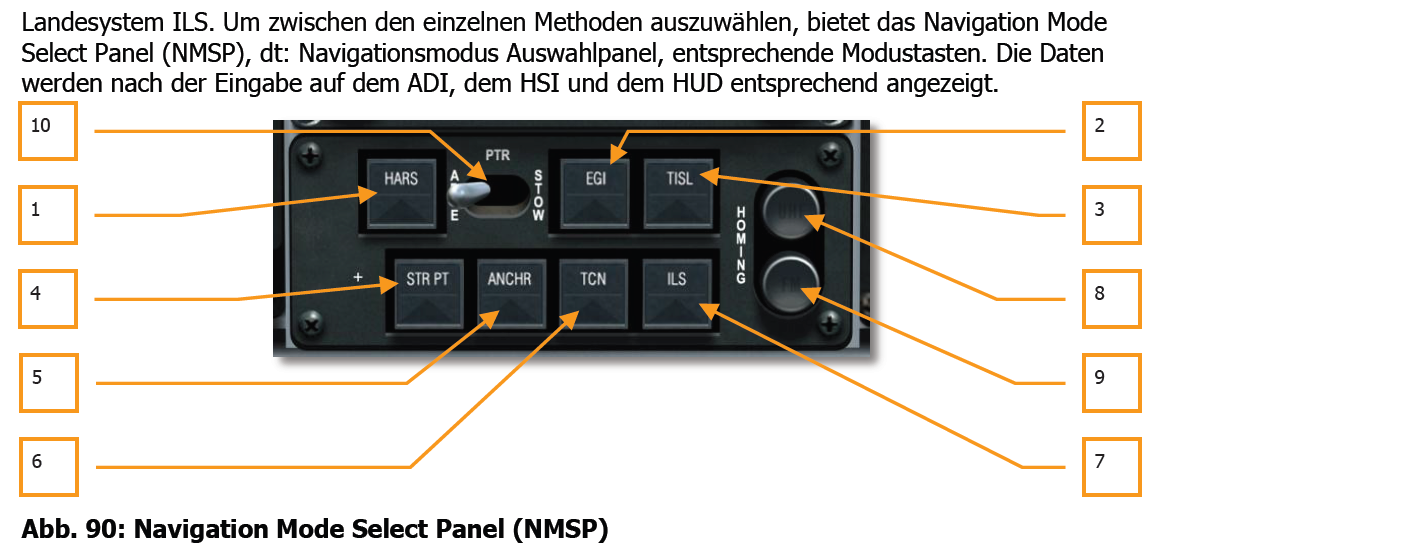 Landesystem ILS. Um zwischen den einzelnen Methoden auszuwählen, bietet das Navigation Mode
Select Panel (NMSP), dt: Navigationsmodus Auswahlpanel, entsprechende Modustasten. Die Daten
werden nach der Eingabe auf dem ADI, dem HSI und dem HUD entsprechend angezeigt.
10
2
PTR
HARS
STOW
EGI
TISL
1
3
HOMING
+
STR PT
ANCHR
TCN
ILS
4
8
5
9
6
7
Abb. 90: Navigation Mode Select Panel (NMSP)